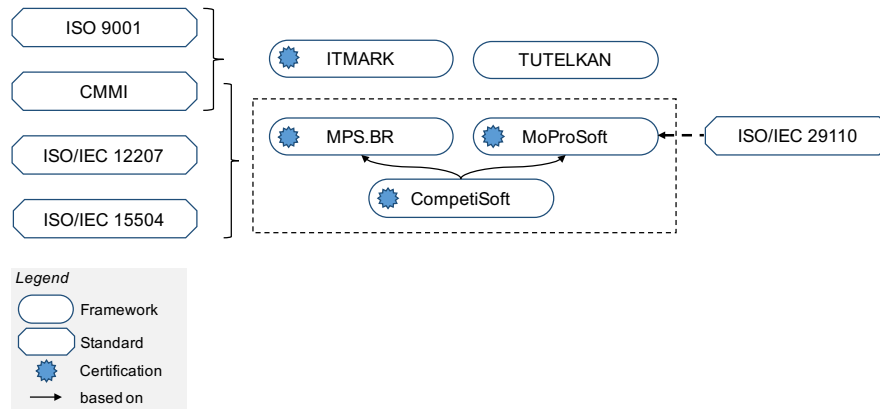 ISO 9001
ITMARK
TUTELKAN
CMMI
MPS.BR
MoProSoft
ISO/IEC 29110
ISO/IEC 12207
CompetiSoft
ISO/IEC 15504
Legend
Framework
Standard
Certification
based on